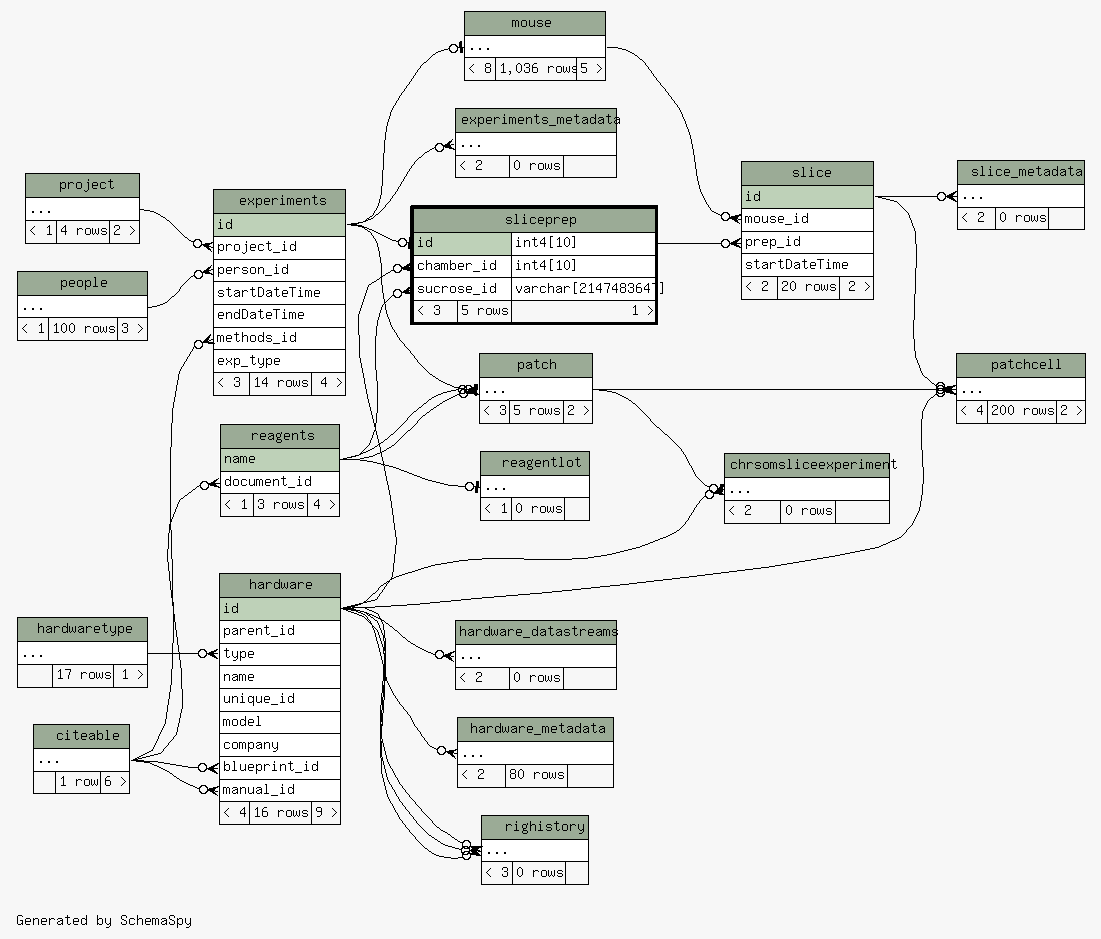 mouse
...
< 8 1,036 rows 5 >
experiments_metadata
...
< 2 0 rows
project
...
< 1 4 rows 2 >
people
...
< 1 100 rows 3 >
experiments
id
project_id
person_id
startDateTime
endDateTime
methods_id
exp_type
< 3 14 rows 4 >
sliceprep
id int4[10]
chamber_id int4[10]
sucrose_id varchar[2147483647]
< 3 5 rows 1 >
slice
id
mouse_id
prep_id
startDateTime
< 2 20 rows 2 >
slice_metadata
...
< 2 0 rows
patch
...
< 3 5 rows 2 >
patchcell
...
< 4 200 rows 2 >
reagents
name
document_id
< 1 3 rows 4 >
reagentlot
...
< 1 0 rows
chrsomsliceexperiment
...
< 2 0 rows
hardwaretype
...
17 rows 1 >
citeable
...
1 row 6 >
hardware
id
parent_id
type
name
unique_id
model
company
blueprint_id
manual_id
< 4 16 rows 9 >
hardware_datastreams
...
< 2 0 rows
hardware_metadata
...
< 2 80 rows
righistory
...
< 3 0 rows
Generated by SchemaSpy